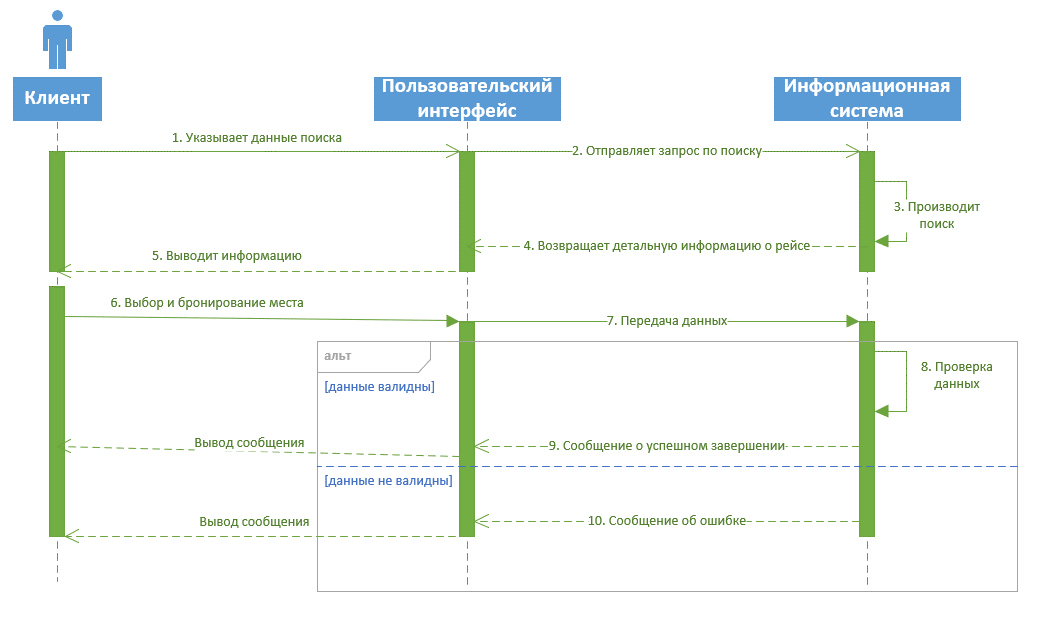 Клиент
Пользовательский
интерфейс
Информационная
система
1. Указывает данные поиска
2. Отправляет запрос по поиску
3. Производит
поиск
4. Возвращает детальную информацию о рейсе
5. Выводит информацию
6. Выбор и бронирование места
7. Передача данных
альт
8. Проверка
данных
[данные валидны]
Вывод сообщения
9. Сообщение о успешном завершении
[данные не валидны]
Вывод сообщения
10. Сообщение об ошибке